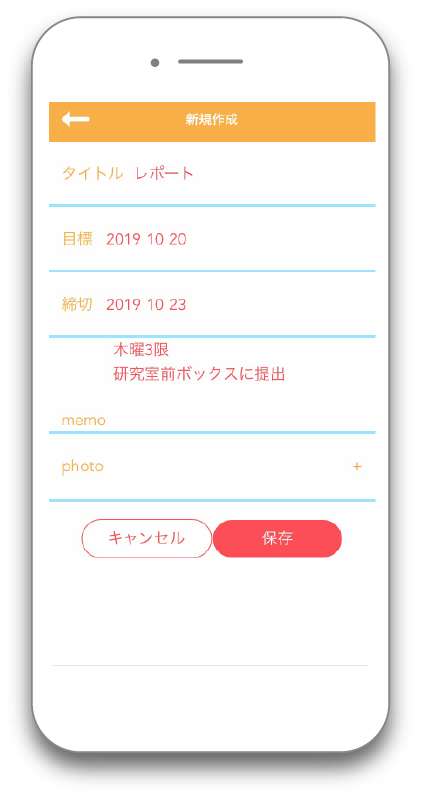 新規作成
タイトル レポート
目標 2019 10 20
締切 2019 10 23
木曜3限
研究室前ボックスに提出
memo
photo +
キャンセル 保存